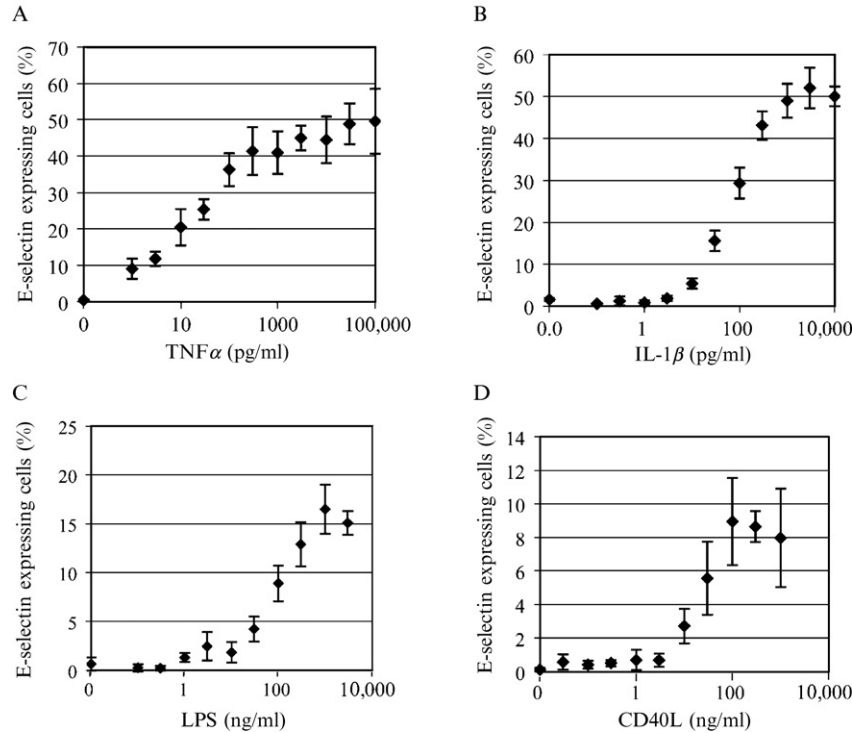 A
E-selectin expressing cells (%)
70
60
50
40
30
20
10
0
0 10 1000 100,000
TNFα (pg/ml)
B
E-selectin expressing cells (%)
60
50
40
30
20
10
0
0.0 1 100 10,000
IL-1β (pg/ml)
C
E-selectin expressing cells (%)
25
20
15
10
5
0
0 1 100 10,000
LPS (ng/ml)
D
E-selectin expressing cells (%)
14
12
10
8
6
4
2
0
0 1 100 10,000
CD40L (ng/ml)